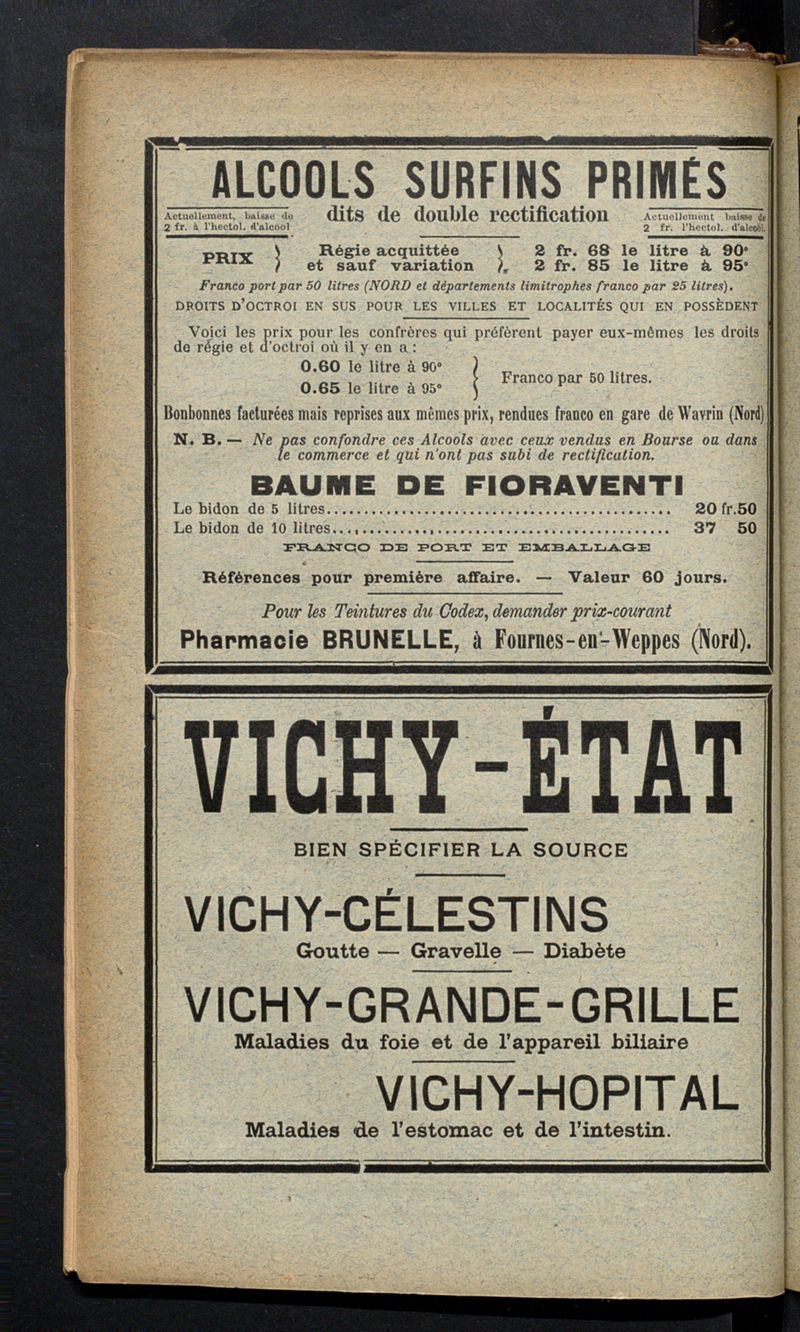 ALCOOLS SURFINS PRIMÉS
Actuellement, baisse de
2 fr. à l'hectol. d'alcool
dits de double rectification
Actuellement baisse de
2 fr. l'hectol. d'alcool.
PRIX } Régie acquittée } 2 fr. 68 le litre à 90°
et sauf variation 2 fr. 85 le litre à 95°
Franco port par 50 litres (NORD et départements limitrophes franco par 25 litres).
DROITS D'OCTROI EN SUS POUR LES VILLES ET LOCALITÉS QUI EN POSSÈDENT
Voici les prix pour les confrères qui préfèrent payer eux-mêmes les droits
de régie et d'octroi où il y en a :
0.60 le litre à 90°
0.65 le litre à 95°
} Franco par 50 litres.
Bonbonnes facturées mais reprises aux mêmes prix, rendues franco en gare de Wavrin (Nord)
N. B. — Ne pas confondre ces Alcools avec ceux vendus en Bourse ou dans
le commerce et qui n'ont pas subi de rectification.
BAUME DE FIORAVENTI
Le bidon de 5 litres........ 20 fr.50
Le bidon de 10 litres........ 37 50
FRANCO DE PORT ET EMBALLAGE
Références pour première affaire. — Valeur 60 jours.
Pour les Teintures du Codex, demander prix-courant
Pharmacie BRUNELLE, à Fournes-en-Weppes (Nord).
VICHY-ÉTAT
BIEN SPÉCIFIER LA SOURCE
VICHY-CÉLESTINS
Goutte — Gravelle — Diabète
VICHY-GRANDE-GRILLE
Maladies du foie et de l'appareil biliaire
VICHY-HOPITAL
Maladies de l'estomac et de l'intestin.